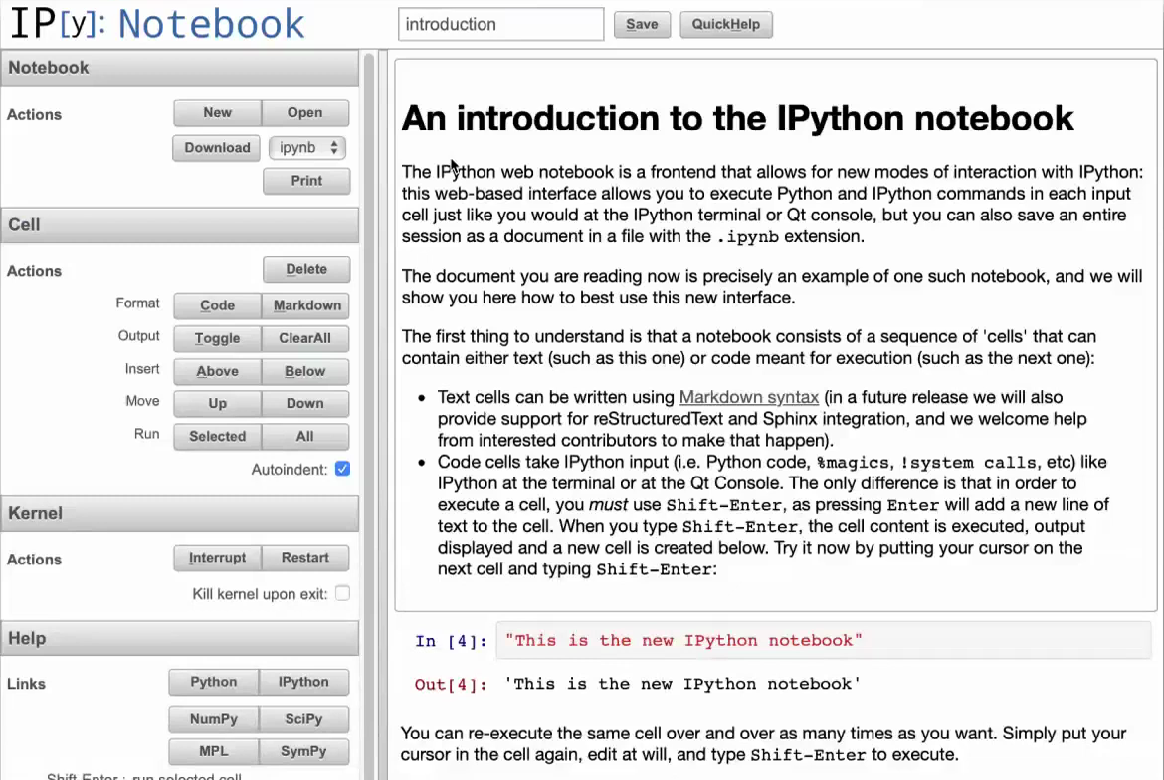 IP[y]: Notebook
introduction
Save
QuickHelp
Notebook
Actions
New
Open
Download
ipynb
Print
Cell
Actions
Delete
Format
Code
Markdown
Output
Toggle
ClearAll
Insert
Above
Below
Move
Up
Down
Run
Selected
All
Autoindent:
Kernel
Actions
Interrupt
Restart
Kill kernel upon exit:
Help
Links
Python
IPython
NumPy
SciPy
MPL
SymPy
Shift-Enter : run selected cell
An introduction to the IPython notebook
The IPython web notebook is a frontend that allows for new modes of interaction with IPython:
this web-based interface allows you to execute Python and IPython commands in each input
cell just like you would at the IPython terminal or Qt console, but you can also save an entire
session as a document in a file with the .ipynb extension.
The document you are reading now is precisely an example of one such notebook, and we will
show you here how to best use this new interface.
The first thing to understand is that a notebook consists of a sequence of 'cells' that can
contain either text (such as this one) or code meant for execution (such as the next one):
• Text cells can be written using Markdown syntax (in a future release we will also
provide support for reStructuredText and Sphinx integration, and we welcome help
from interested contributors to make that happen).
• Code cells take IPython input (i.e. Python code, %magics, !system calls, etc) like
IPython at the terminal or at the Qt Console. The only difference is that in order to
execute a cell, you must use Shift-Enter, as pressing Enter will add a new line of
text to the cell. When you type Shift-Enter, the cell content is executed, output
displayed and a new cell is created below. Try it now by putting your cursor on the
next cell and typing Shift-Enter:
In [4]: "This is the new IPython notebook"
Out[4]: 'This is the new IPython notebook'
You can re-execute the same cell over and over as many times as you want. Simply put your
cursor in the cell again, edit at will, and type Shift-Enter to execute.